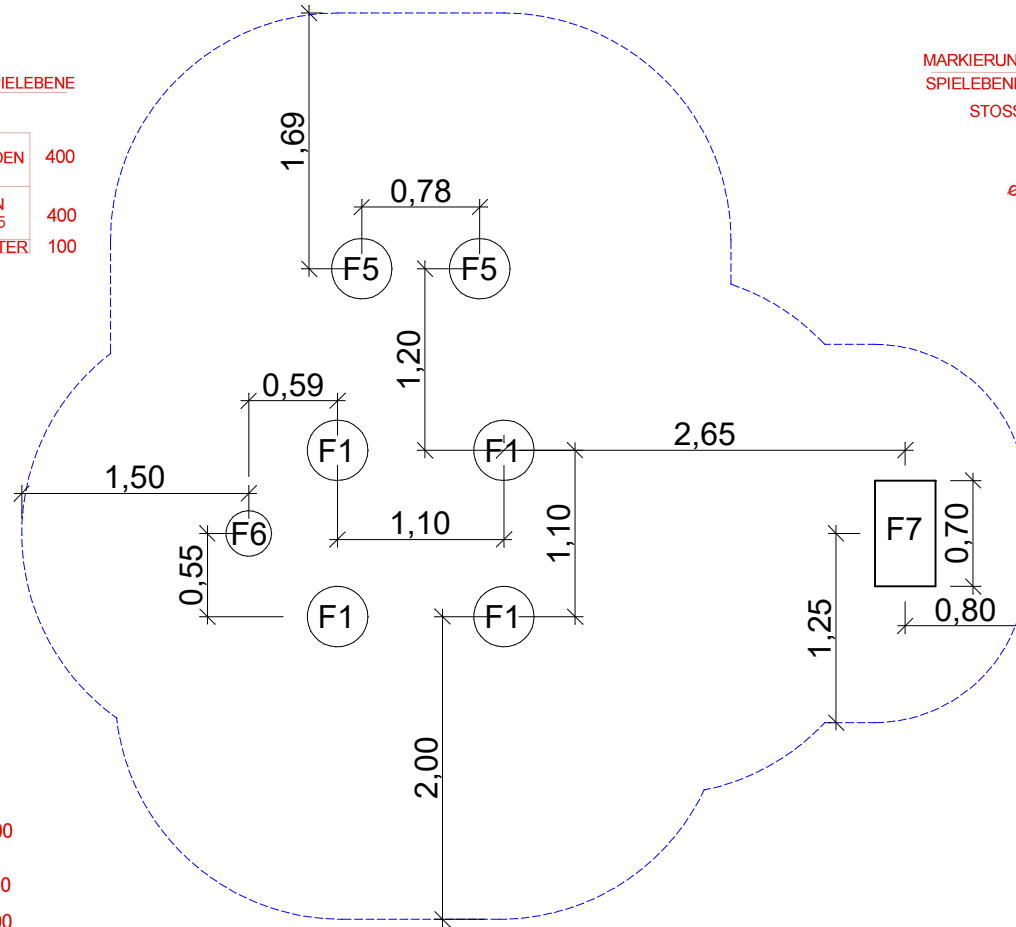 IELEBENE
DEN 400
N 400
5
TER 100
MARKIERUN
SPIELEBEN
STOSS
e
1,69
0,78
F5 F5
1,20
0,59
F1 F1
2,65
1,50
1,10
1,10
F6
F7
0,70
0,55
F1 F1
1,25
0,80
2,00
00
0
00